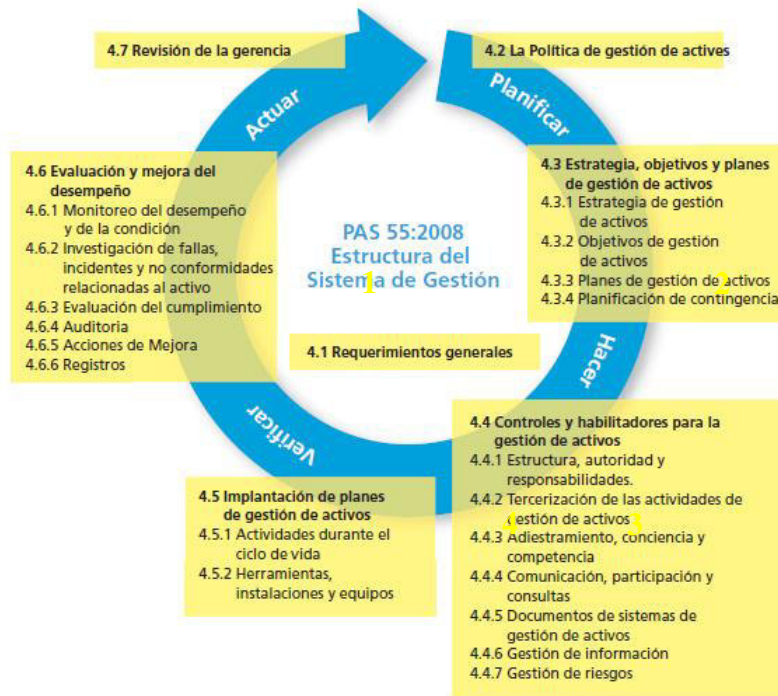 4.7 Revisión de la gerencia
4.2 La Política de gestión de actives
Actuar
Planificar
4.6 Evaluación y mejora del
desempeño
4.6.1 Monitoreo del desempeño
y de la condición
4.6.2 Investigación de fallas,
incidentes y no conformidades
relacionadas al activo
4.6.3 Evaluación del cumplimiento
4.6.4 Auditoria
4.6.5 Acciones de Mejora
4.6.6 Registros
4.3 Estrategia, objetivos y planes
de gestión de activos
4.3.1 Estrategia de gestión
de activos
4.3.2 Objetivos de gestión
de activos
4.3.3 Planes de gestión de activos
4.3.4 Planificación de contingencia
2
PAS 55:2008
Estructura del
Sistema de Gestión
1
4.1 Requerimientos generales
Hacer
Verificar
4.5 Implantación de planes
de gestión de activos
4.5.1 Actividades durante el
ciclo de vida
4.5.2 Herramientas,
instalaciones y equipos
4.4 Controles y habilitadores para la
gestión de activos
4.4.1 Estructura, autoridad y
responsabilidades.
4.4.2 Tercerización de las actividades de
gestión de activos
4 3
4.4.3 Adiestramiento, conciencia y
competencia
4.4.4 Comunicación, participación y
consultas
4.4.5 Documentos de sistemas de
gestión de activos
4.4.6 Gestión de información
4.4.7 Gestión de riesgos